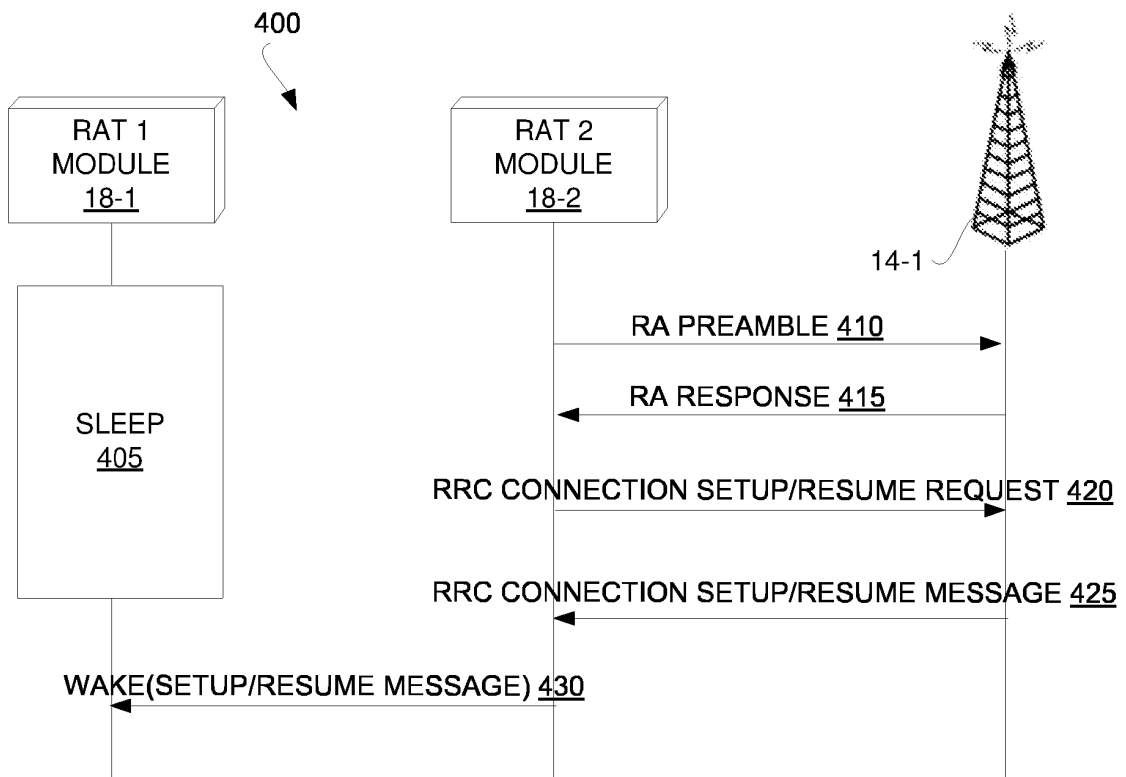 400
RAT 1
MODULE
18-1
RAT 2
MODULE
18-2
14-1
SLEEP
405
RA PREAMBLE 410
RA RESPONSE 415
RRC CONNECTION SETUP/RESUME REQUEST 420
RRC CONNECTION SETUP/RESUME MESSAGE 425
WAKE(SETUP/RESUME MESSAGE) 430